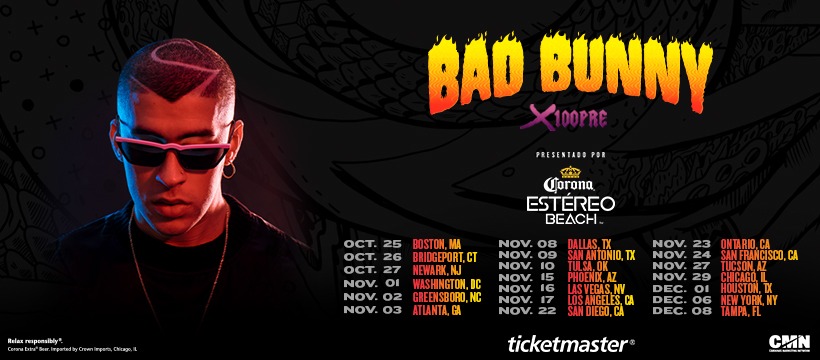 BAD BUNNY
X100PRE
PRESENTADO POR
Corona
ESTÉREO
BEACH
OCT. 25 BOSTON, MA
OCT. 26 BRIDGEPORT, CT
OCT. 27 NEWARK, NJ
NOV. 01 WASHINGTON, DC
NOV. 02 GREENSBORO, NC
NOV. 03 ATLANTA, GA
NOV. 08 DALLAS, TX
NOV. 09 SAN ANTONIO, TX
NOV. 10 TULSA, OK
NOV. 15 PHOENIX, AZ
NOV. 16 LAS VEGAS, NV
NOV. 17 LOS ANGELES, CA
NOV. 22 SAN DIEGO, CA
NOV. 23 ONTARIO, CA
NOV. 24 SAN FRANCISCO, CA
NOV. 27 TUCSON, AZ
NOV. 29 CHICAGO, IL
DEC. 01 HOUSTON, TX
DEC. 06 NEW YORK, NY
DEC. 08 TAMPA, FL
Relax responsibly®.
Corona Extra® Beer. Imported by Crown Imports, Chicago, IL
ticketmaster®
CMN
CARDENAS MARKETING NETWORK